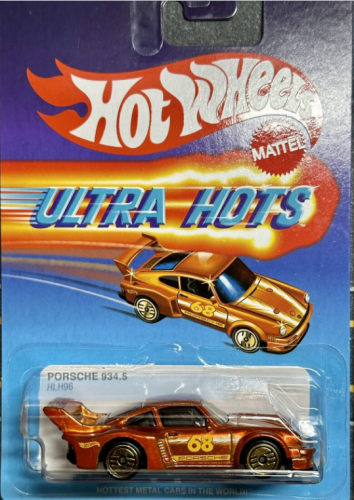 Hot Wheels
MATTEL
ULTRA HOTS
68
PORSCHE 934.5
HLH96
68
PORSCHE
HOTTEST METAL CARS IN THE WORLD!